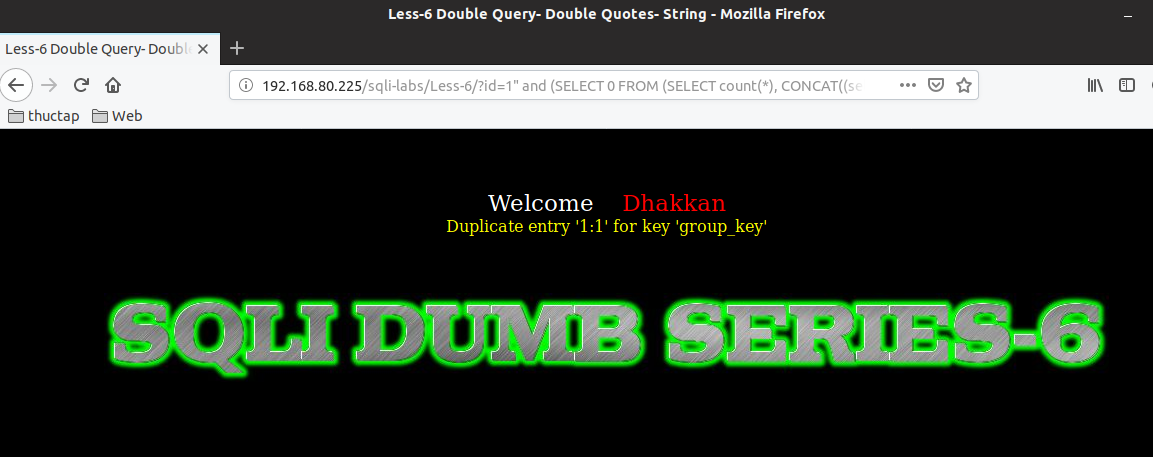 Less-6 Double Query- Double Quotes- String - Mozilla Firefox
Less-6 Double Query- Double
192.168.80.225/sqli-labs/Less-6/?id=1" and (SELECT 0 FROM (SELECT count(*), CONCAT((se
thuctap Web
Welcome Dhakkan
Duplicate entry '1:1' for key 'group_key'
SQLI DUMB SERIES-6